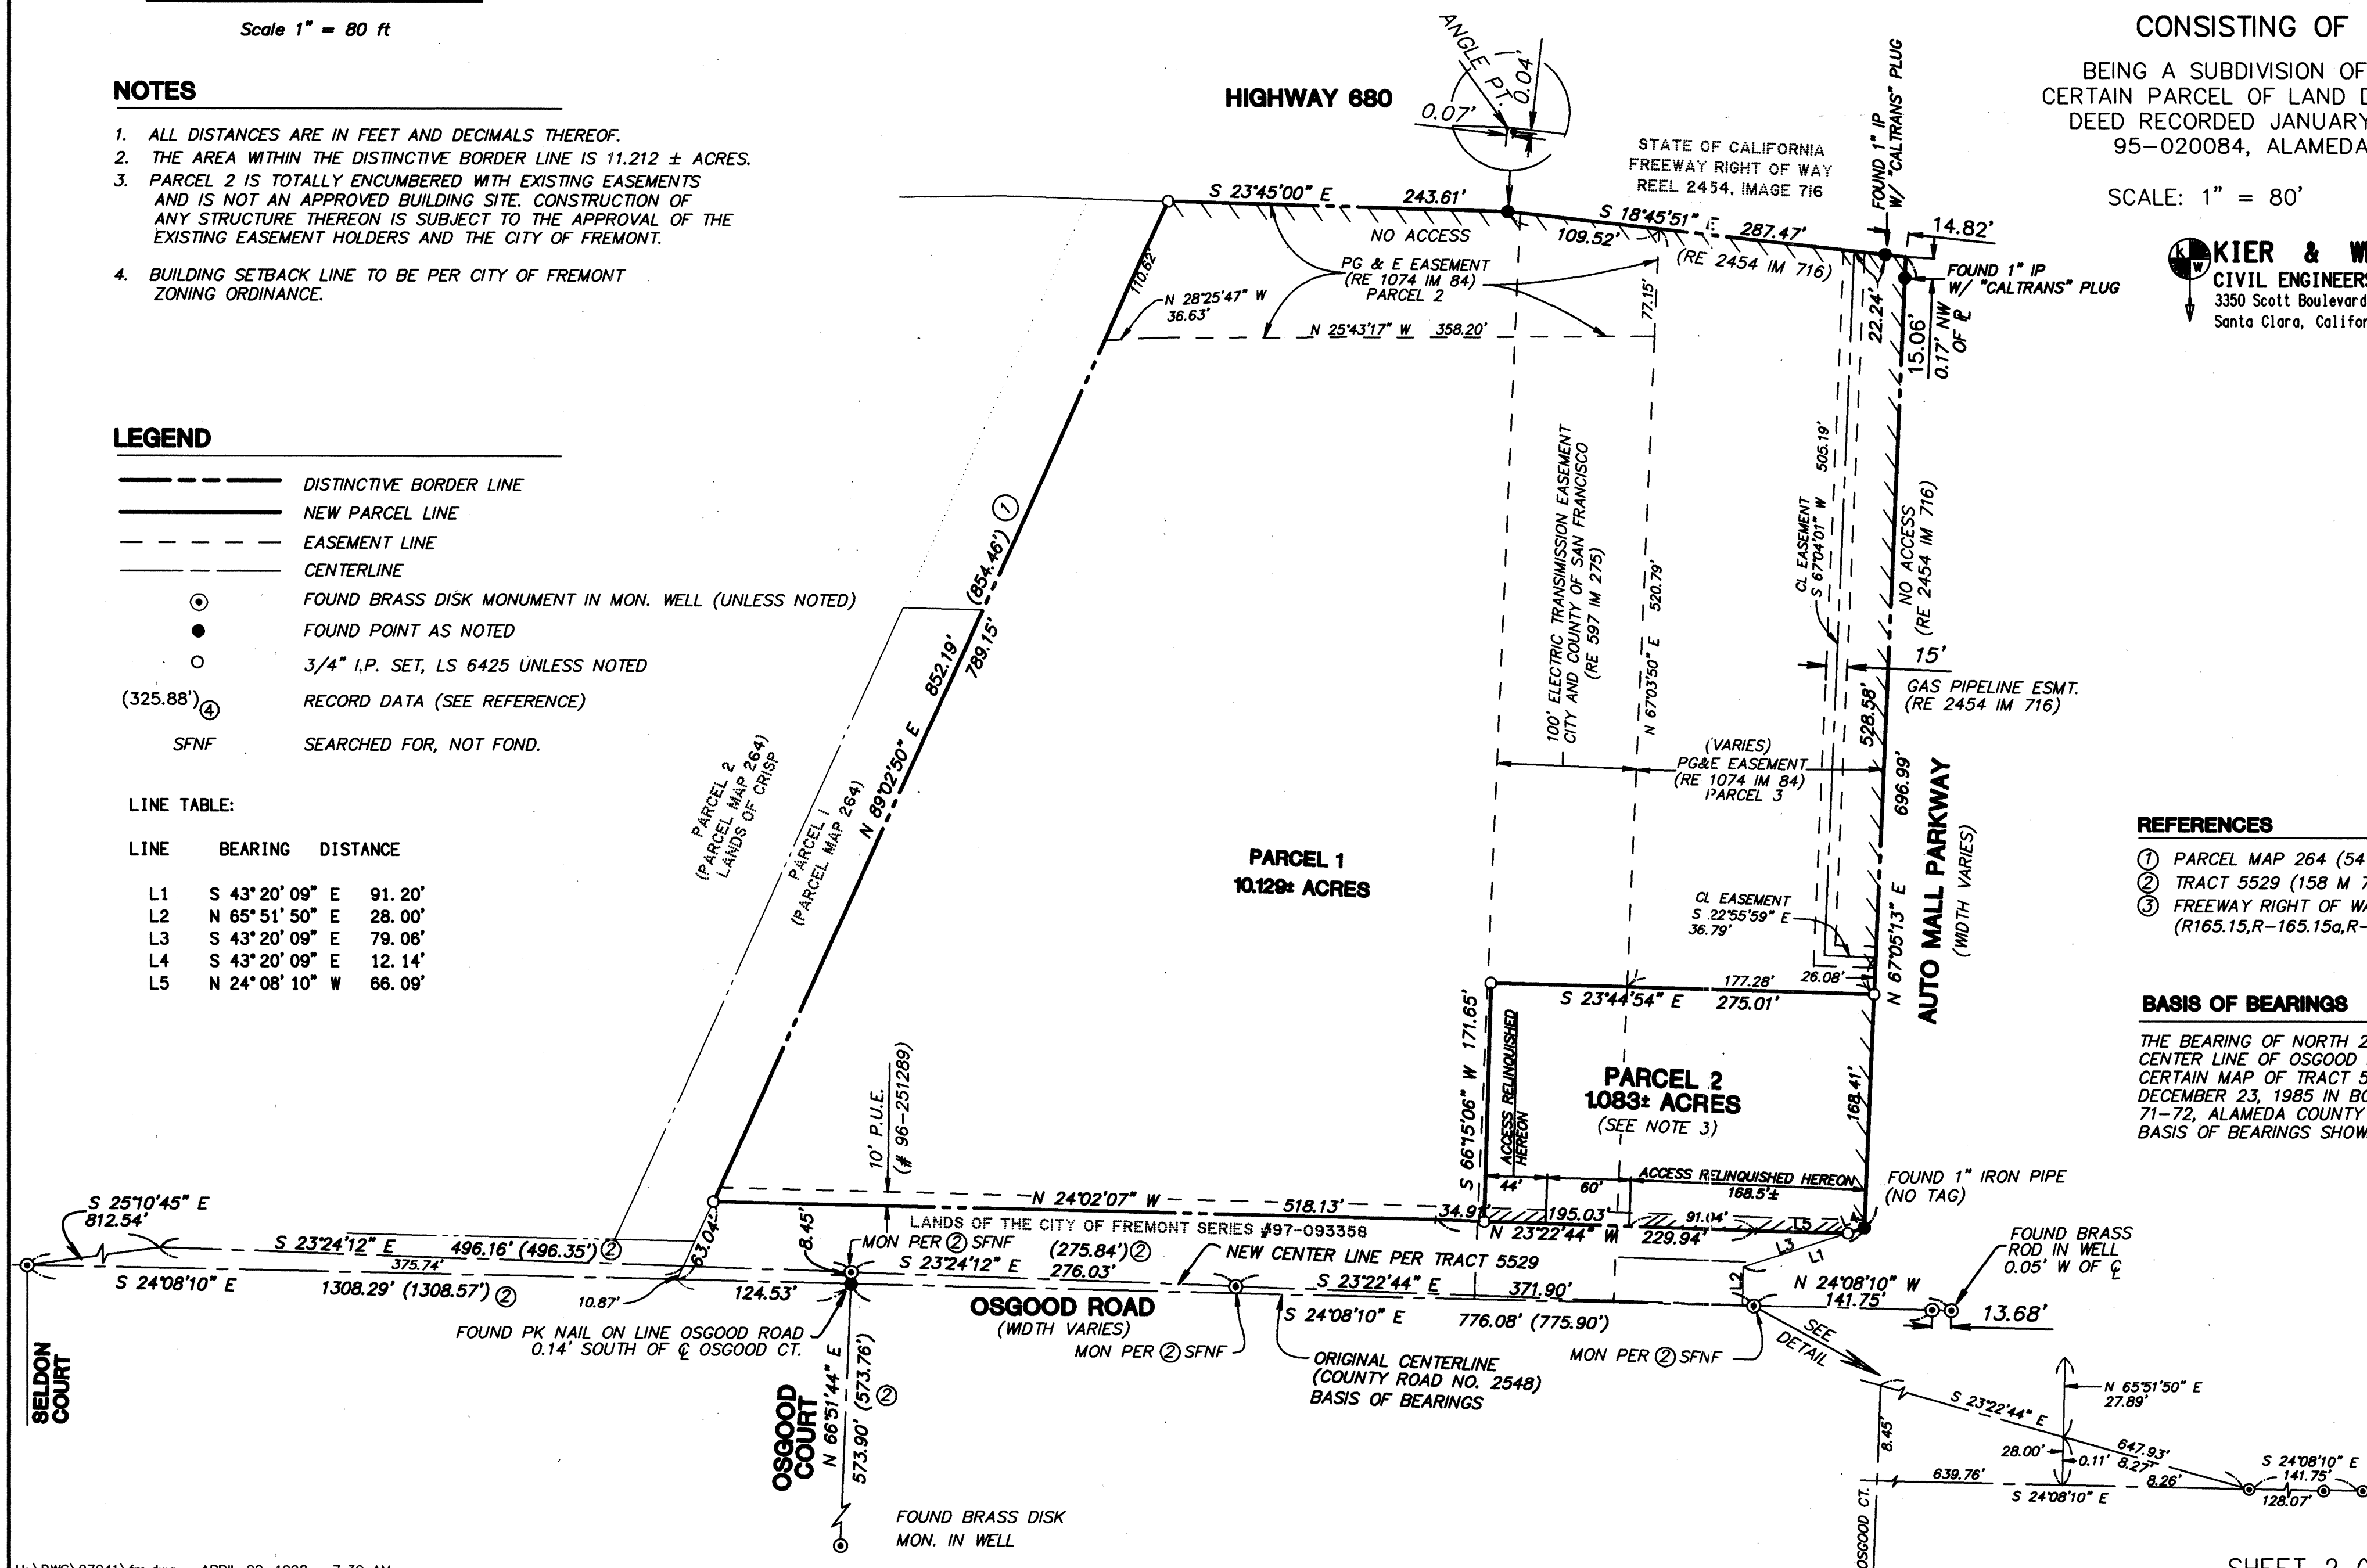 Scale 1" = 80 ft
NOTES
1. ALL DISTANCES ARE IN FEET AND DECIMALS THEREOF.
2. THE AREA WITHIN THE DISTINCTIVE BORDER LINE IS 11.212 ± ACRES.
3. PARCEL 2 IS TOTALLY ENCUMBERED WITH EXISTING EASEMENTS
AND IS NOT AN APPROVED BUILDING SITE. CONSTRUCTION OF
ANY STRUCTURE THEREON IS SUBJECT TO THE APPROVAL OF THE
EXISTING EASEMENT HOLDERS AND THE CITY OF FREMONT.
4. BUILDING SETBACK LINE TO BE PER CITY OF FREMONT
ZONING ORDINANCE.
LEGEND
DISTINCTIVE BORDER LINE
NEW PARCEL LINE
EASEMENT LINE
CENTERLINE
FOUND BRASS DISK MONUMENT IN MON. WELL (UNLESS NOTED)
FOUND POINT AS NOTED
3/4" I.P. SET, LS 6425 UNLESS NOTED
(325.88') ④ RECORD DATA (SEE REFERENCE)
SFNF SEARCHED FOR, NOT FOND.
LINE TABLE:
LINE BEARING DISTANCE
L1 S 43°20'09" E 91.20'
L2 N 65°51'50" E 28.00'
L3 S 43°20'09" E 79.06'
L4 S 43°20'09" E 12.14'
L5 N 24°08'10" W 66.09'
HIGHWAY 680
ANGLE PT.
0.04'
0.07'
STATE OF CALIFORNIA
FREEWAY RIGHT OF WAY
REEL 2454, IMAGE 716
FOUND 1" IP
W/ "CALTRANS" PLUG
14.82'
FOUND 1" IP
W/ "CALTRANS" PLUG
S 23°45'00" E 243.61'
NO ACCESS
S 18°45'51" E 287.47'
109.52'
(RE 2454 IM 716)
PG & E EASEMENT
(RE 1074 IM 84)
PARCEL 2
110.62'
N 28°25'47" W
36.63'
N 25°43'17" W 358.20'
77.15'
22.24'
15.06'
0.17' NW
OF PL
CONSISTING OF
BEING A SUBDIVISION OF
CERTAIN PARCEL OF LAND D
DEED RECORDED JANUARY
95-020084, ALAMEDA
SCALE: 1" = 80'
K W
KIER & W
CIVIL ENGINEERS
3350 Scott Boulevard
Santa Clara, Califor
(854.46') ①
852.19'
789.15'
N 89°02'50" E
PARCEL 2
(PARCEL MAP 264)
LANDS OF CRISP
PARCEL 1
(PARCEL MAP 264)
100' ELECTRIC TRANSIMISSION EASEMENT
CITY AND COUNTY OF SAN FRANCISCO
(RE 597 IM 275)
N 67°03'50" E 520.79'
CL EASEMENT
S 67°04'01" W 505.19'
NO ACCESS
(RE 2454 IM 716)
15'
GAS PIPELINE ESMT.
(RE 2454 IM 716)
(VARIES)
PG&E EASEMENT
(RE 1074 IM 84)
PARCEL 3
528.58'
696.99'
N 67°05'13" E
AUTO MALL PARKWAY
(WIDTH VARIES)
PARCEL 1
10.129± ACRES
CL EASEMENT
S 22°55'59" E
36.79'
26.08'
177.28'
S 23°44'54" E 275.01'
S 66°15'06" W 171.65'
ACCESS RELINQUISHED
HEREON
PARCEL 2
1.083± ACRES
(SEE NOTE 3)
168.41'
ACCESS RELINQUISHED HEREON
44' 60' 168.5'±
FOUND 1" IRON PIPE
(NO TAG)
REFERENCES
① PARCEL MAP 264 (54
② TRACT 5529 (158 M 7
③ FREEWAY RIGHT OF WA
(R165.15,R-165.15a,R-
BASIS OF BEARINGS
THE BEARING OF NORTH 2
CENTER LINE OF OSGOOD
CERTAIN MAP OF TRACT 5
DECEMBER 23, 1985 IN BO
71-72, ALAMEDA COUNTY
BASIS OF BEARINGS SHOW
10' P.U.E.
(# 96-251289)
N 24°02'07" W 518.13'
34.91' 195.03' 91.04' L5 L4
N 23°22'44" W 229.94'
LANDS OF THE CITY OF FREMONT SERIES #97-093358
8.45'
63.04'
MON PER ② SFNF
(275.84') ②
S 23°24'12" E 276.03'
NEW CENTER LINE PER TRACT 5529
S 23°22'44" E 371.90'
L2 L3 L1
N 24°08'10" W
141.75'
FOUND BRASS
ROD IN WELL
0.05' W OF CL
13.68'
S 25°10'45" E
812.54'
S 23°24'12" E 496.16' (496.35') ②
375.74'
S 24°08'10" E 1308.29' (1308.57') ②
10.87'
124.53'
OSGOOD ROAD
(WIDTH VARIES)
S 24°08'10" E 776.08' (775.90')
FOUND PK NAIL ON LINE OSGOOD ROAD
0.14' SOUTH OF CL OSGOOD CT.
MON PER ② SFNF
ORIGINAL CENTERLINE
(COUNTY ROAD NO. 2548)
BASIS OF BEARINGS
MON PER ② SFNF
SEE
DETAIL
SELDON
COURT
OSGOOD
COURT
N 66°51'44" E
573.90' (573.76') ②
FOUND BRASS DISK
MON. IN WELL
N 65°51'50" E
27.89'
S 23°22'44" E
647.93'
8.45'
28.00'
0.11'
8.27'
8.26'
639.76'
S 24°08'10" E
S 24°08'10" E
141.75'
128.07'
OSGOOD CT.